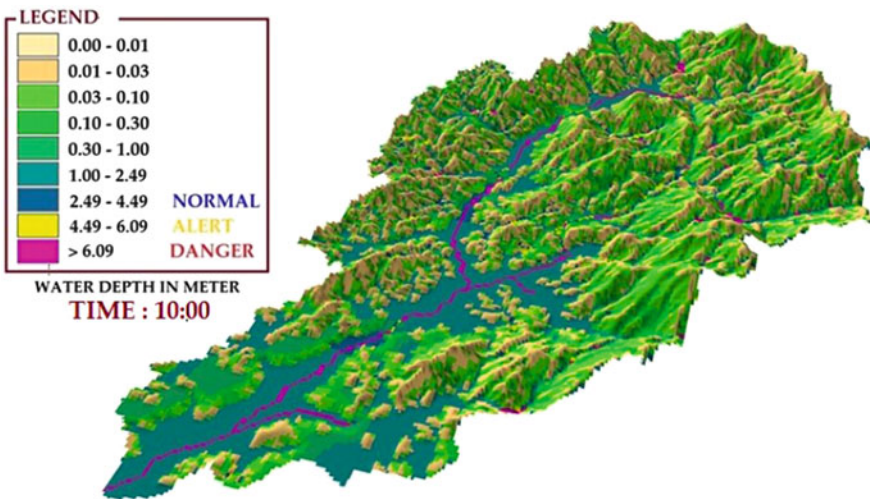 LEGEND
0.00 - 0.01
0.01 - 0.03
0.03 - 0.10
0.10 - 0.30
0.30 - 1.00
1.00 - 2.49
2.49 - 4.49 NORMAL
4.49 - 6.09 ALERT
> 6.09 DANGER
WATER DEPTH IN METER
TIME : 10:00